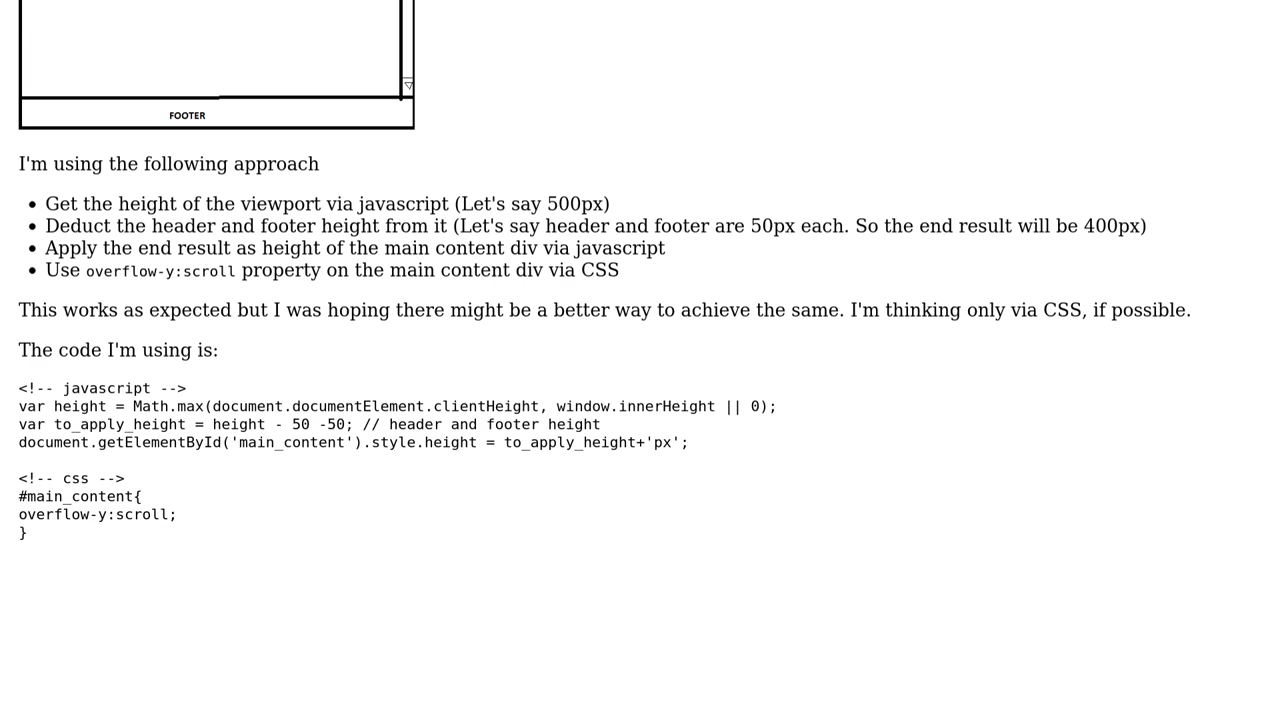 FOOTER
I'm using the following approach
• Get the height of the viewport via javascript (Let's say 500px)
• Deduct the header and footer height from it (Let's say header and footer are 50px each. So the end result will be 400px)
• Apply the end result as height of the main content div via javascript
• Use overflow-y:scroll property on the main content div via CSS
This works as expected but I was hoping there might be a better way to achieve the same. I'm thinking only via CSS, if possible.
The code I'm using is:
<!-- javascript -->
var height = Math.max(document.documentElement.clientHeight, window.innerHeight || 0);
var to_apply_height = height - 50 -50; // header and footer height
document.getElementById('main_content').style.height = to_apply_height+'px';
<!-- css -->
#main_content{
overflow-y:scroll;
}